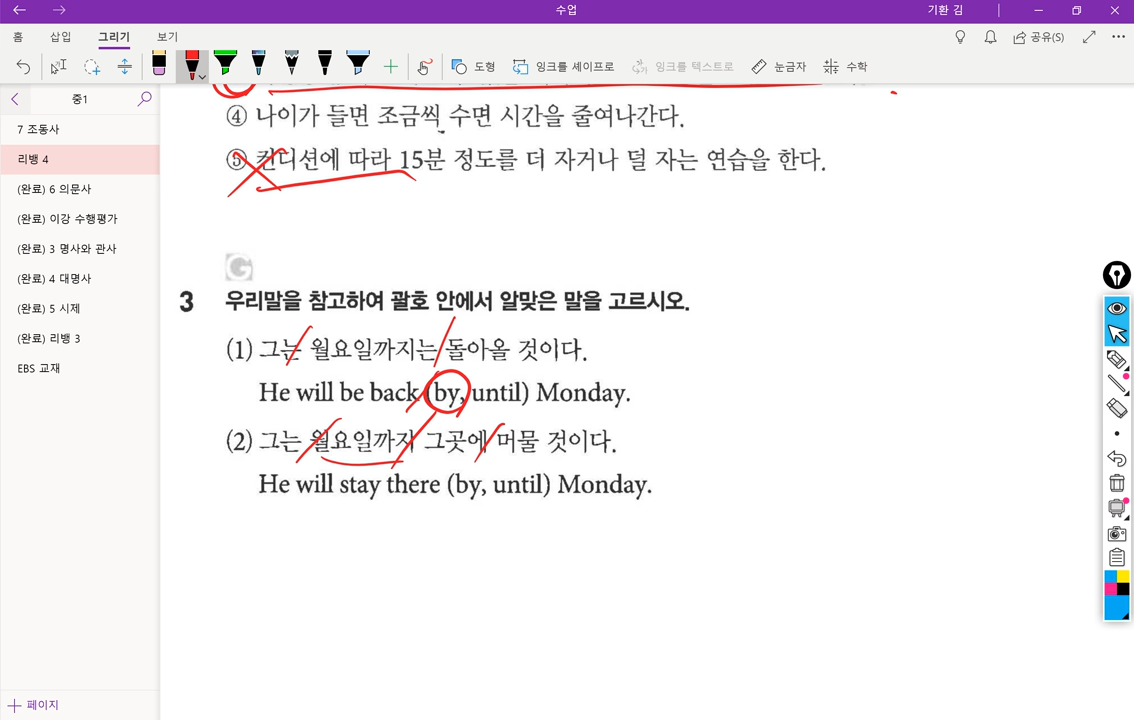 수업
기환 김
홈 삽입 그리기 보기
공유(S)
도형 잉크를 셰이프로 잉크를 텍스트로 눈금자 수학
중1
7 조동사
리뱅 4
(완료) 6 의문사
(완료) 이강 수행평가
(완료) 3 명사와 관사
(완료) 4 대명사
(완료) 5 시제
(완료) 리뱅 3
EBS 교재
페이지
④ 나이가 들면 조금씩 수면 시간을 줄여나간다.
⑤ 컨디션에 따라 15분 정도를 더 자거나 덜 자는 연습을 한다.
G
3 우리말을 참고하여 괄호 안에서 알맞은 말을 고르시오.
(1) 그는 월요일까지는 돌아올 것이다.
He will be back (by, until) Monday.
(2) 그는 월요일까지 그곳에 머물 것이다.
He will stay there (by, until) Monday.